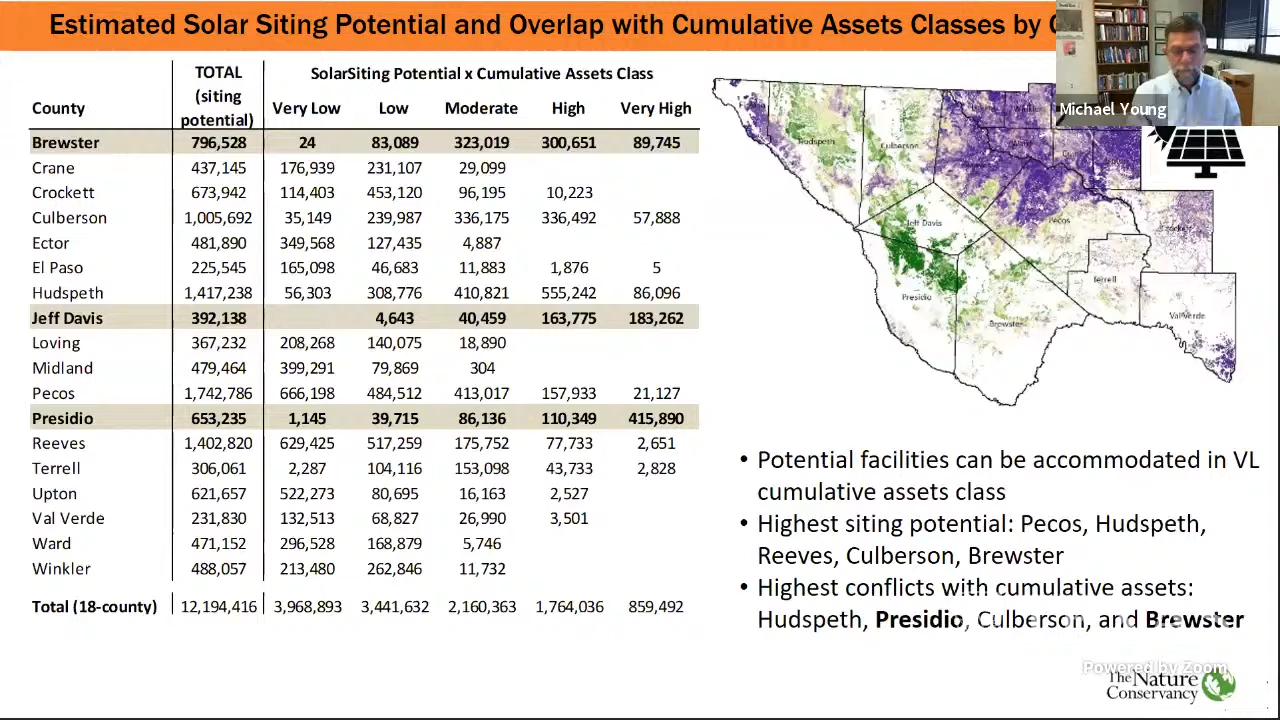 Estimated Solar Siting Potential and Overlap with Cumulative Assets Classes by
Michael Young
TOTAL SolarSiting Potential x Cumulative Assets Class
(siting
County potential) Very Low Low Moderate High Very High
Brewster 796,528 24 83,089 323,019 300,651 89,745
Crane 437,145 176,939 231,107 29,099
Crockett 673,942 114,403 453,120 96,195 10,223
Culberson 1,005,692 35,149 239,987 336,175 336,492 57,888
Ector 481,890 349,568 127,435 4,887
El Paso 225,545 165,098 46,683 11,883 1,876 5
Hudspeth 1,417,238 56,303 308,776 410,821 555,242 86,096
Jeff Davis 392,138 4,643 40,459 163,775 183,262
Loving 367,232 208,268 140,075 18,890
Midland 479,464 399,291 79,869 304
Pecos 1,742,786 666,198 484,512 413,017 157,933 21,127
Presidio 653,235 1,145 39,715 86,136 110,349 415,890
Reeves 1,402,820 629,425 517,259 175,752 77,733 2,651
Terrell 306,061 2,287 104,116 153,098 43,733 2,828
Upton 621,657 522,273 80,695 16,163 2,527
Val Verde 231,830 132,513 68,827 26,990 3,501
Ward 471,152 296,528 168,879 5,746
Winkler 488,057 213,480 262,846 11,732
Total (18-county) 12,194,416 3,968,893 3,441,632 2,160,363 1,764,036 859,492
Hudspeth
Culberson
Jeff Davis
Pecos
Crockett
Terrell
Presidio
Brewster
Val Verde
• Potential facilities can be accommodated in VL
cumulative assets class
• Highest siting potential: Pecos, Hudspeth,
Reeves, Culberson, Brewster
• Highest conflicts with cumulative assets:
Hudspeth, Presidio, Culberson, and Brewster
Powered by Zoom
The Nature
Conservancy